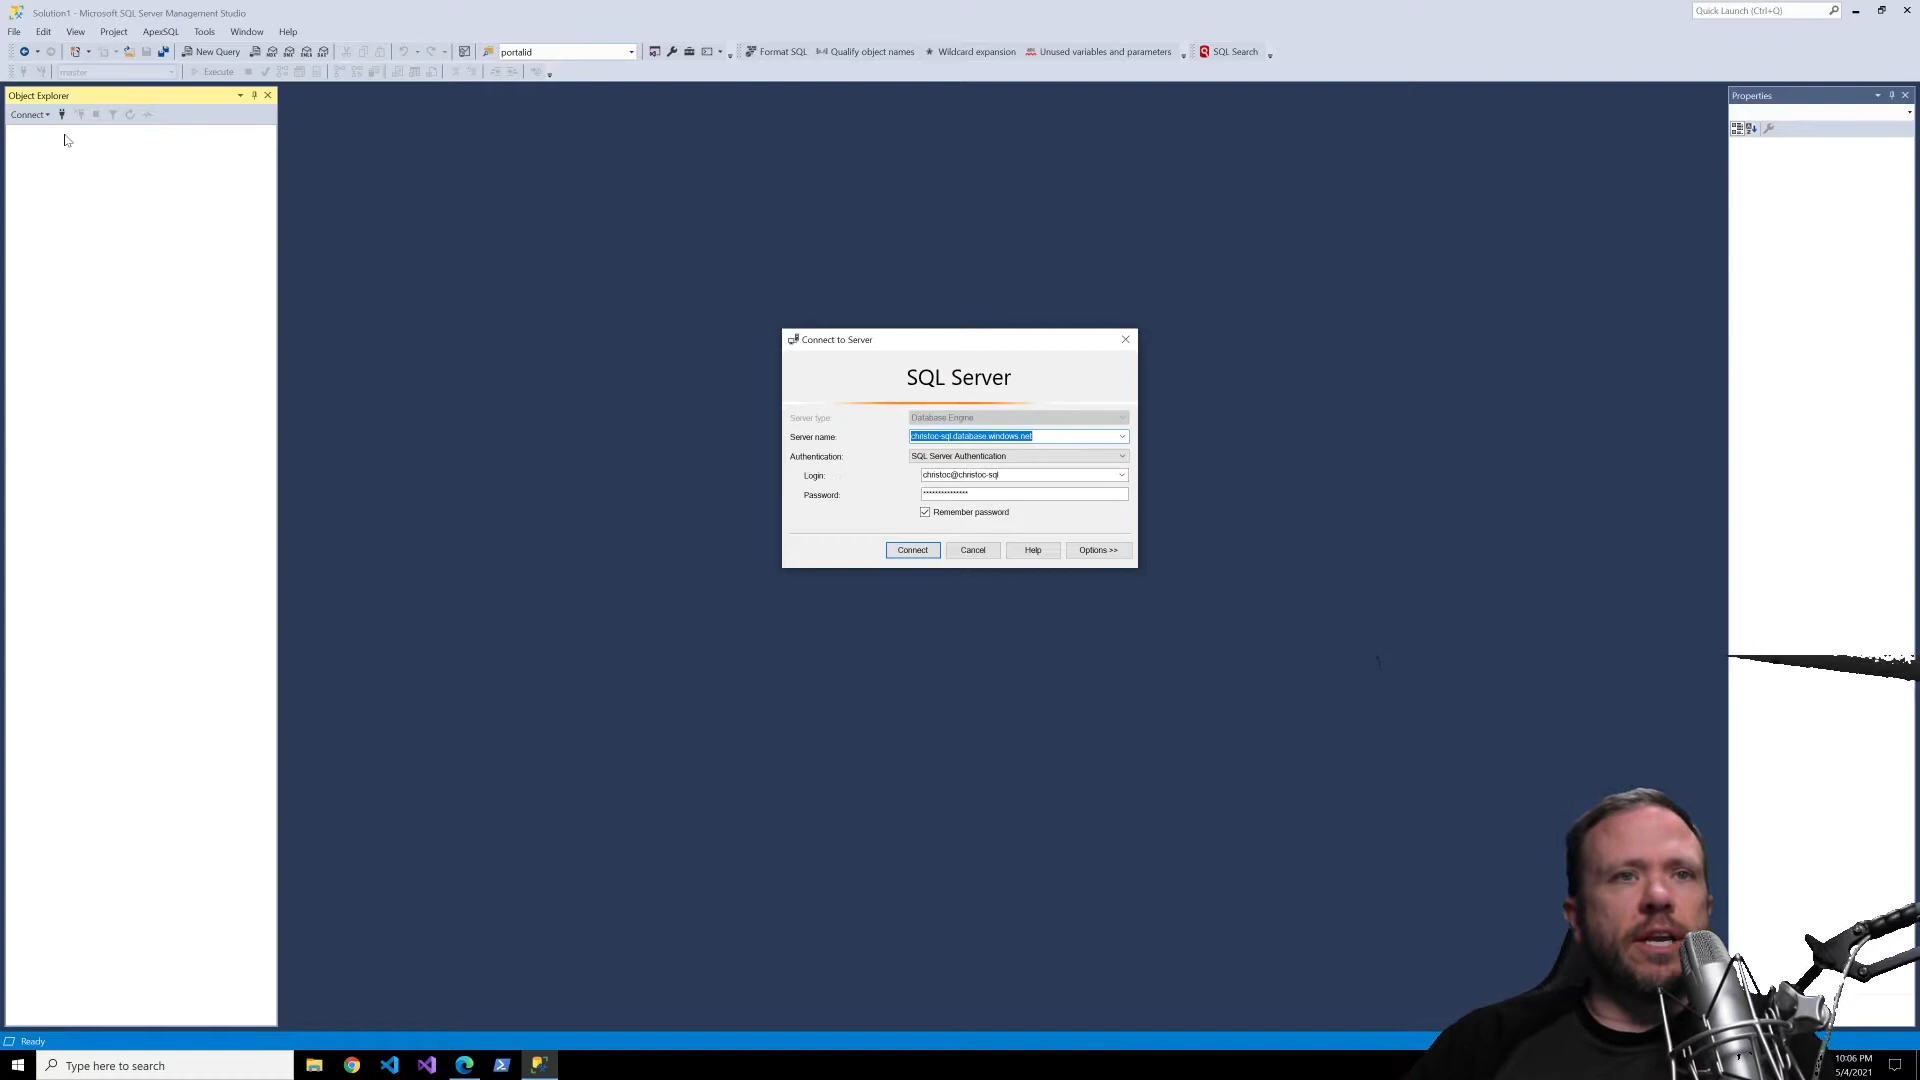 Solution1 - Microsoft SQL Server Management Studio
Quick Launch (Ctrl+Q)
File Edit View Project ApexSQL Tools Window Help
New Query portalid Format SQL Qualify object names Wildcard expansion Unused variables and parameters SQL Search
master Execute
Object Explorer
Properties
Connect
Connect to Server
SQL Server
Server type: Database Engine
Server name: christoc-sql.database.windows.net
Authentication: SQL Server Authentication
Login: christoc@christoc-sql
Password: ***************
Remember password
Connect Cancel Help Options >>
Ready
Type here to search
10:06 PM
5/4/2021